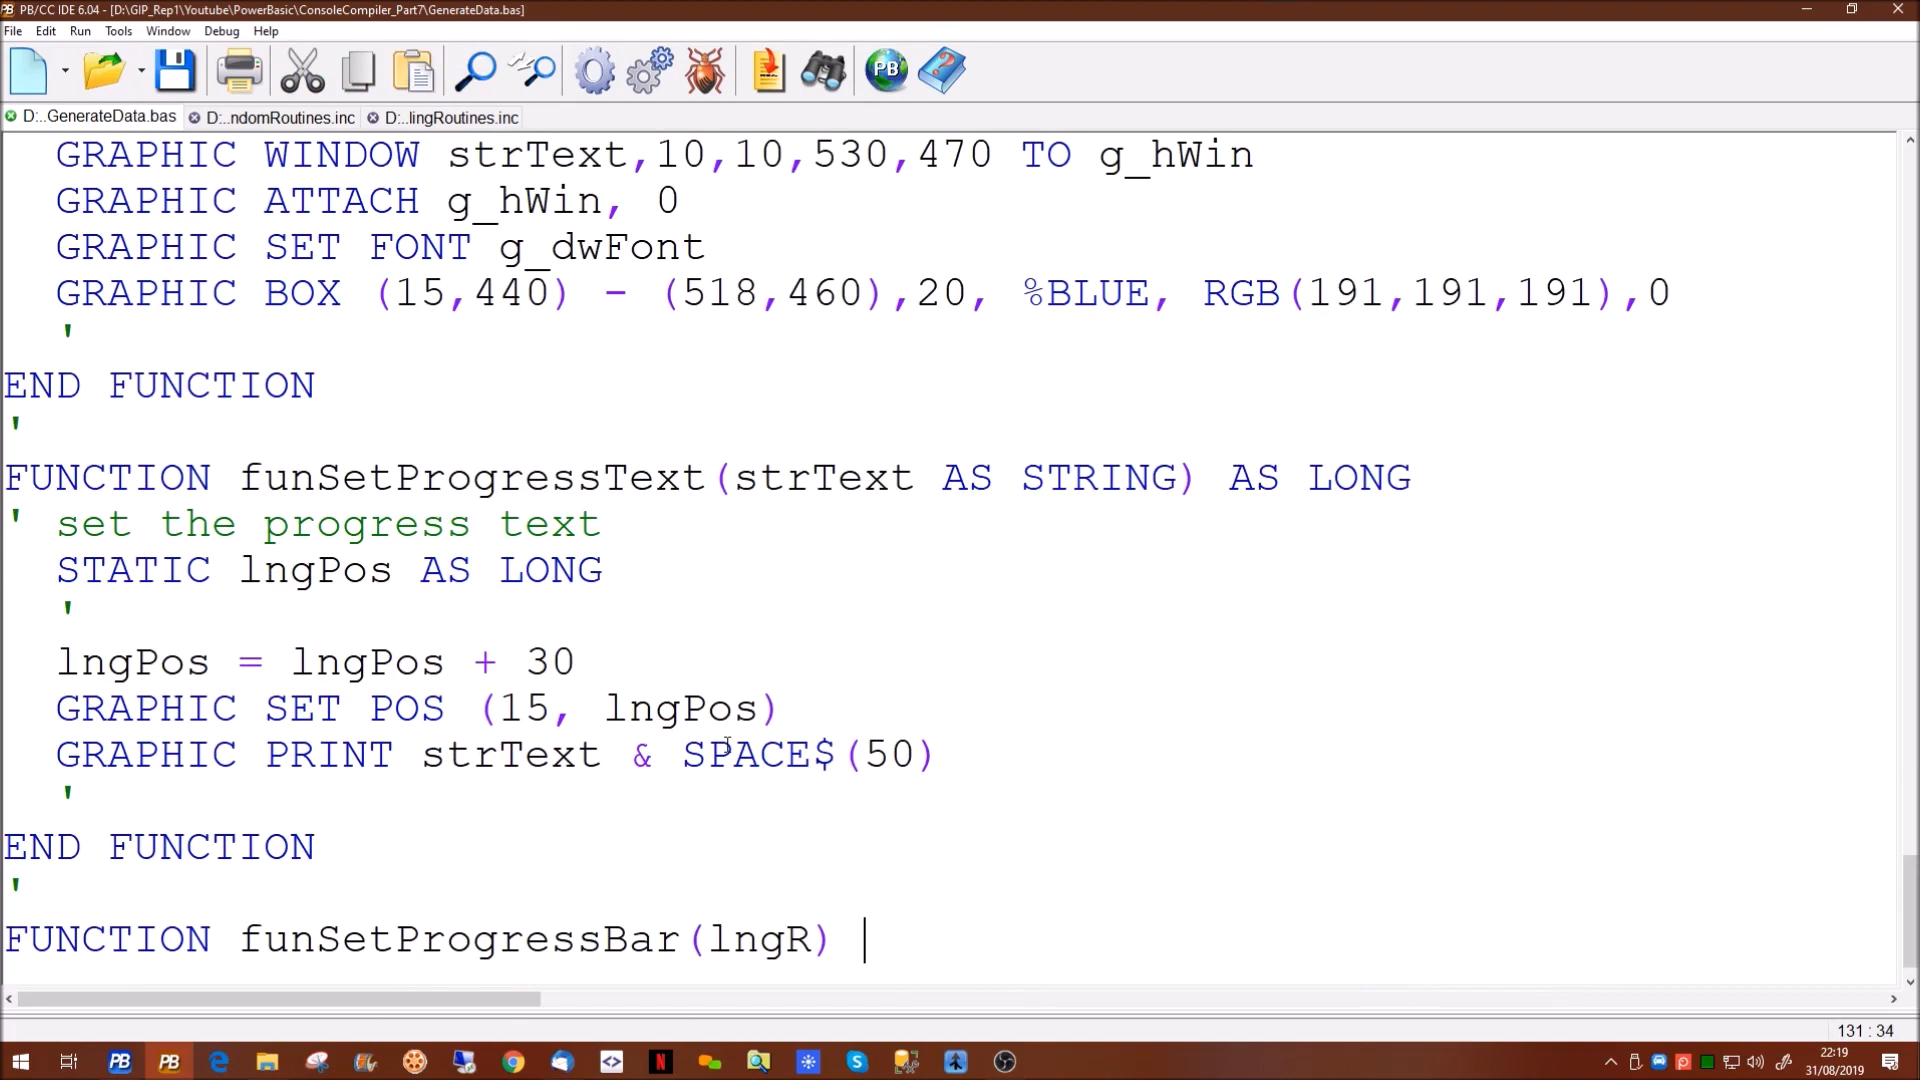 PB/CC IDE 6.04 - [D:\GIP_Rep1\Youtube\PowerBasic\ConsoleCompiler_Part7\GenerateData.bas]
File Edit Run Tools Window Debug Help
D:..GenerateData.bas D:..ndomRoutines.inc D:..lingRoutines.inc
GRAPHIC WINDOW strText,10,10,530,470 TO g_hWin
GRAPHIC ATTACH g_hWin, 0
GRAPHIC SET FONT g_dwFont
GRAPHIC BOX (15,440) - (518,460),20, %BLUE, RGB(191,191,191),0
'
END FUNCTION
'
FUNCTION funSetProgressText(strText AS STRING) AS LONG
' set the progress text
STATIC lngPos AS LONG
'
lngPos = lngPos + 30
GRAPHIC SET POS (15, lngPos)
GRAPHIC PRINT strText & SPACE$(50)
'
END FUNCTION
'
FUNCTION funSetProgressBar(lngR)
131 : 34
22:19
31/08/2019